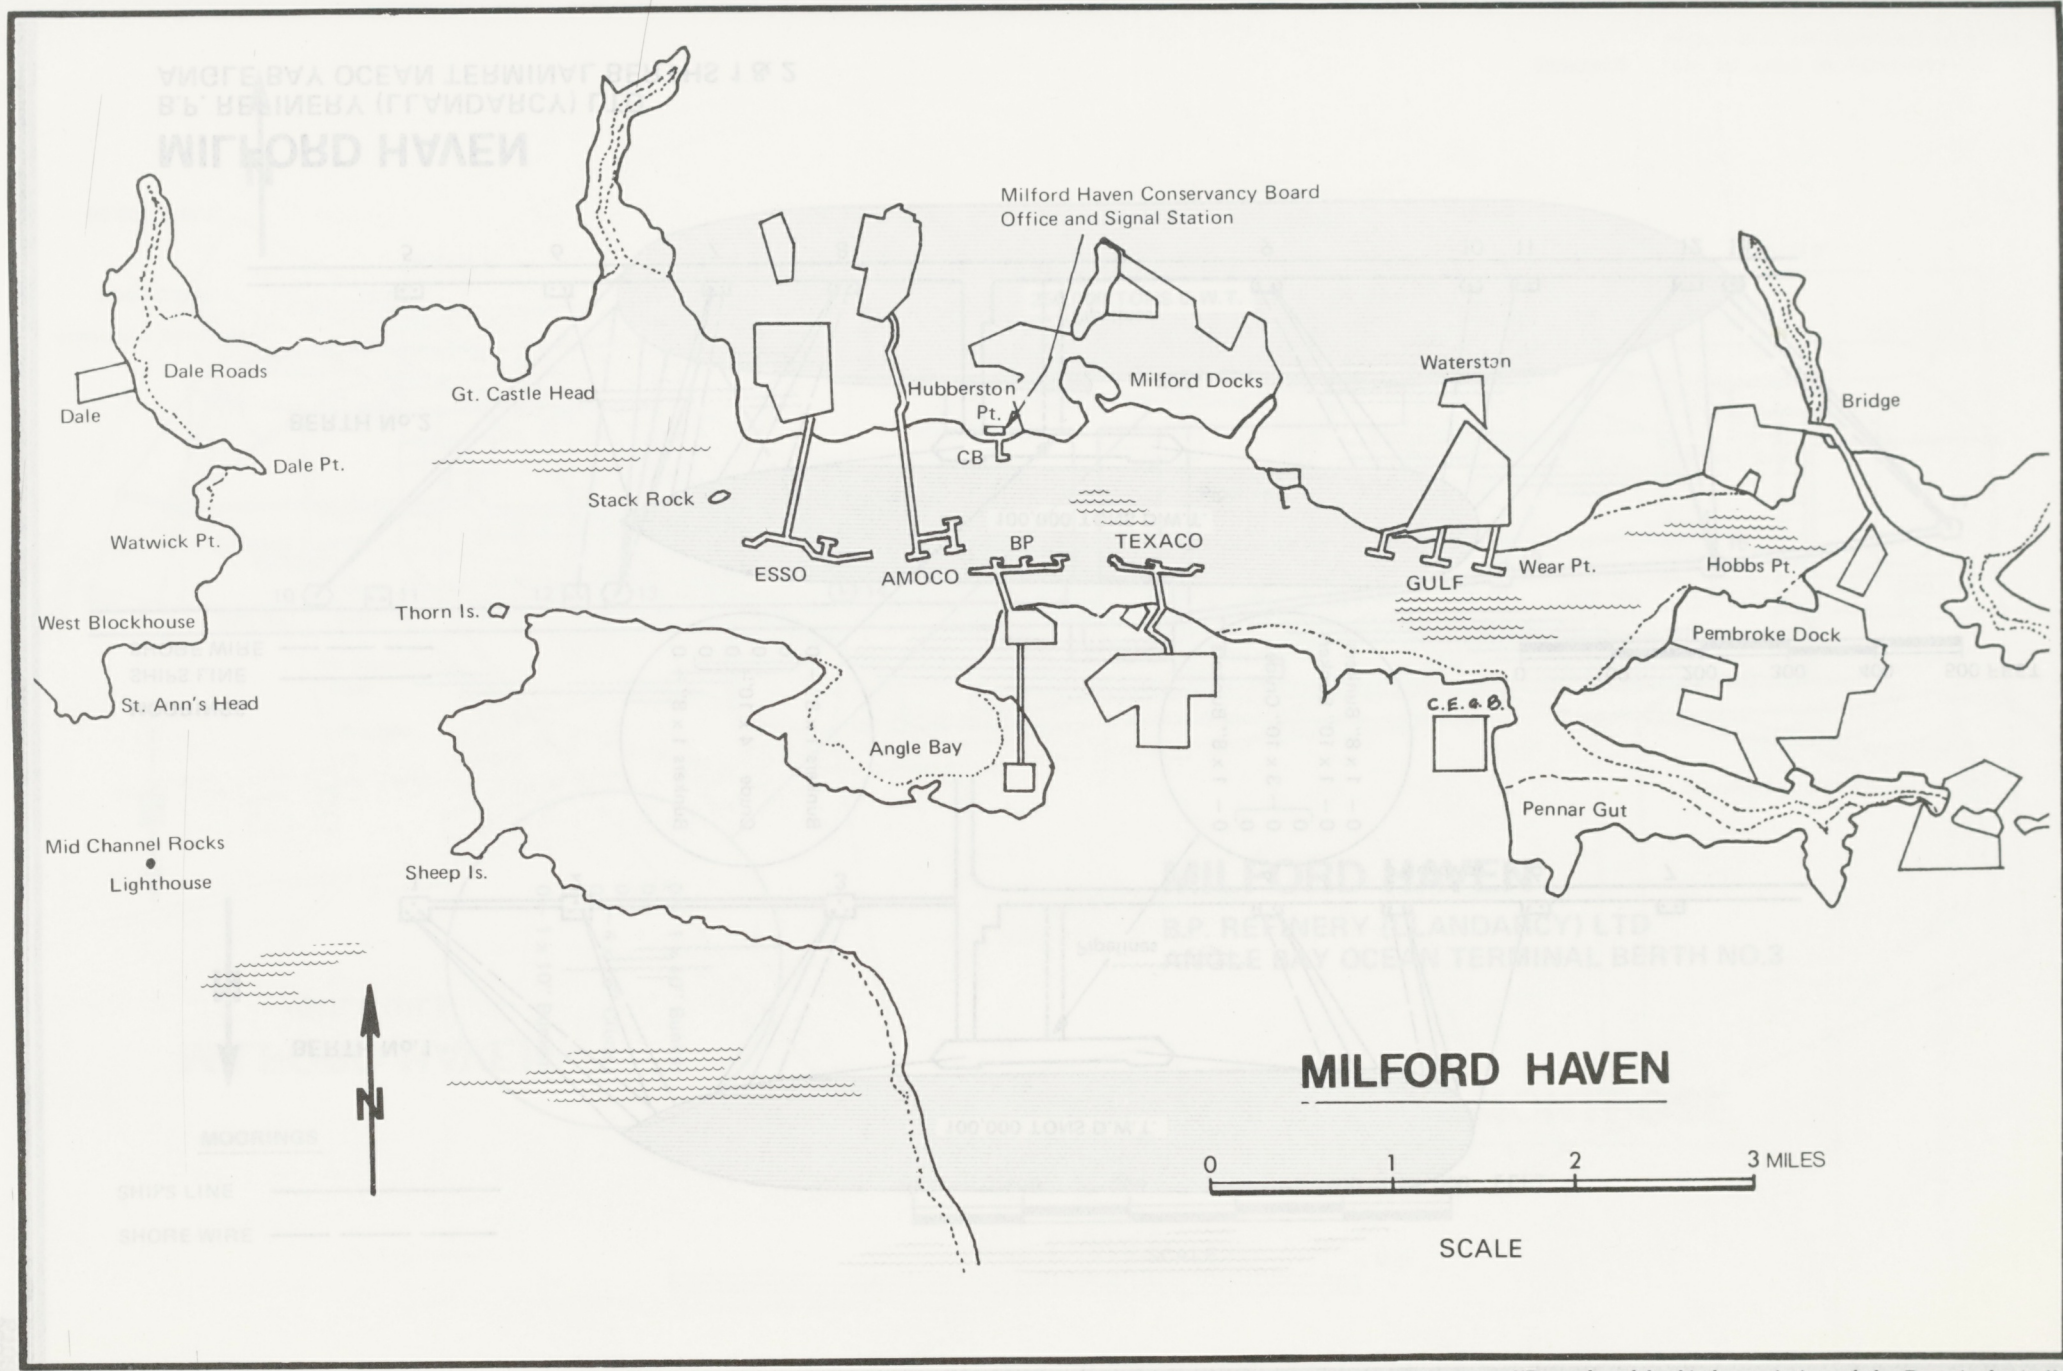 Milford Haven Conservancy Board
Office and Signal Station
Dale Roads
Dale
Gt. Castle Head
Hubberston
Pt.
Milford Docks
Waterston
Bridge
Dale Pt.
CB
Stack Rock
Watwick Pt.
ESSO
AMOCO
BP
TEXACO
GULF
Wear Pt.
Hobbs Pt.
Thorn Is.
West Blockhouse
Pembroke Dock
St. Ann's Head
C.E.G.B.
Angle Bay
Pennar Gut
Mid Channel Rocks
Lighthouse
Sheep Is.
N
MILFORD HAVEN
0 1 2 3 MILES
SCALE